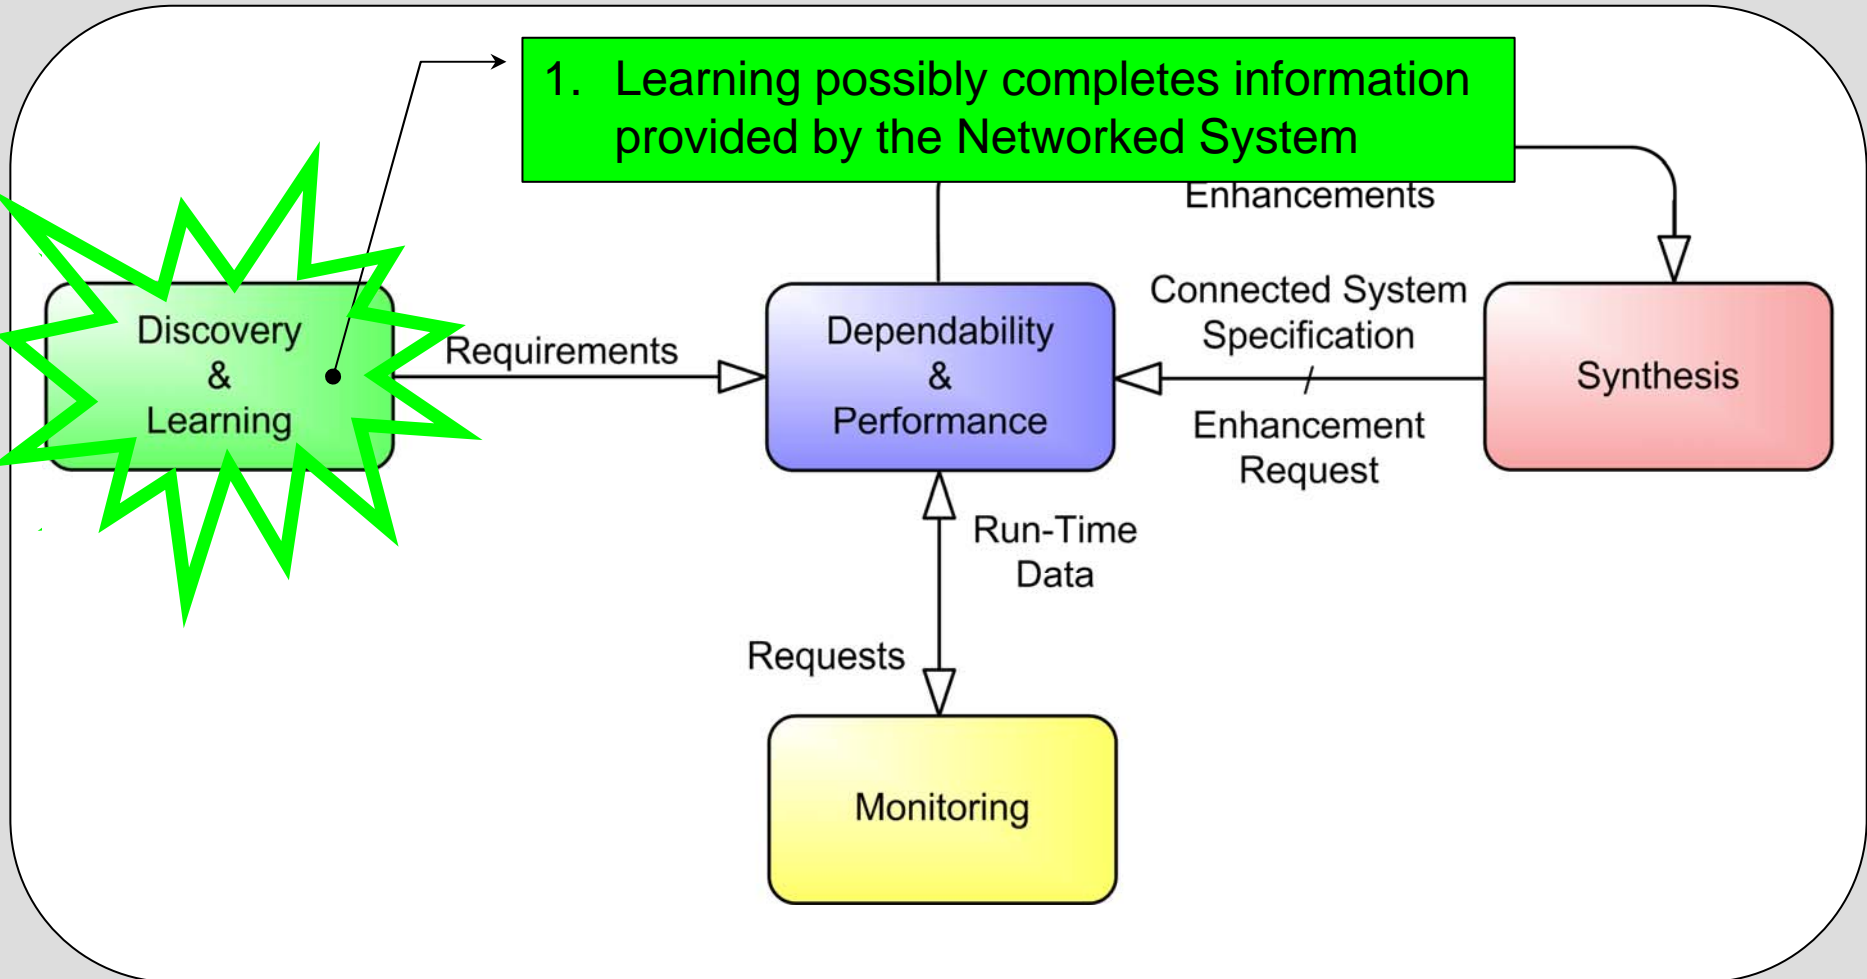 1. Learning possibly completes information
provided by the Networked System
Enhancements
Discovery
&
Learning
Requirements
Dependability
&
Performance
Connected System
Specification
/
Enhancement
Request
Synthesis
Run-Time
Data
Requests
Monitoring